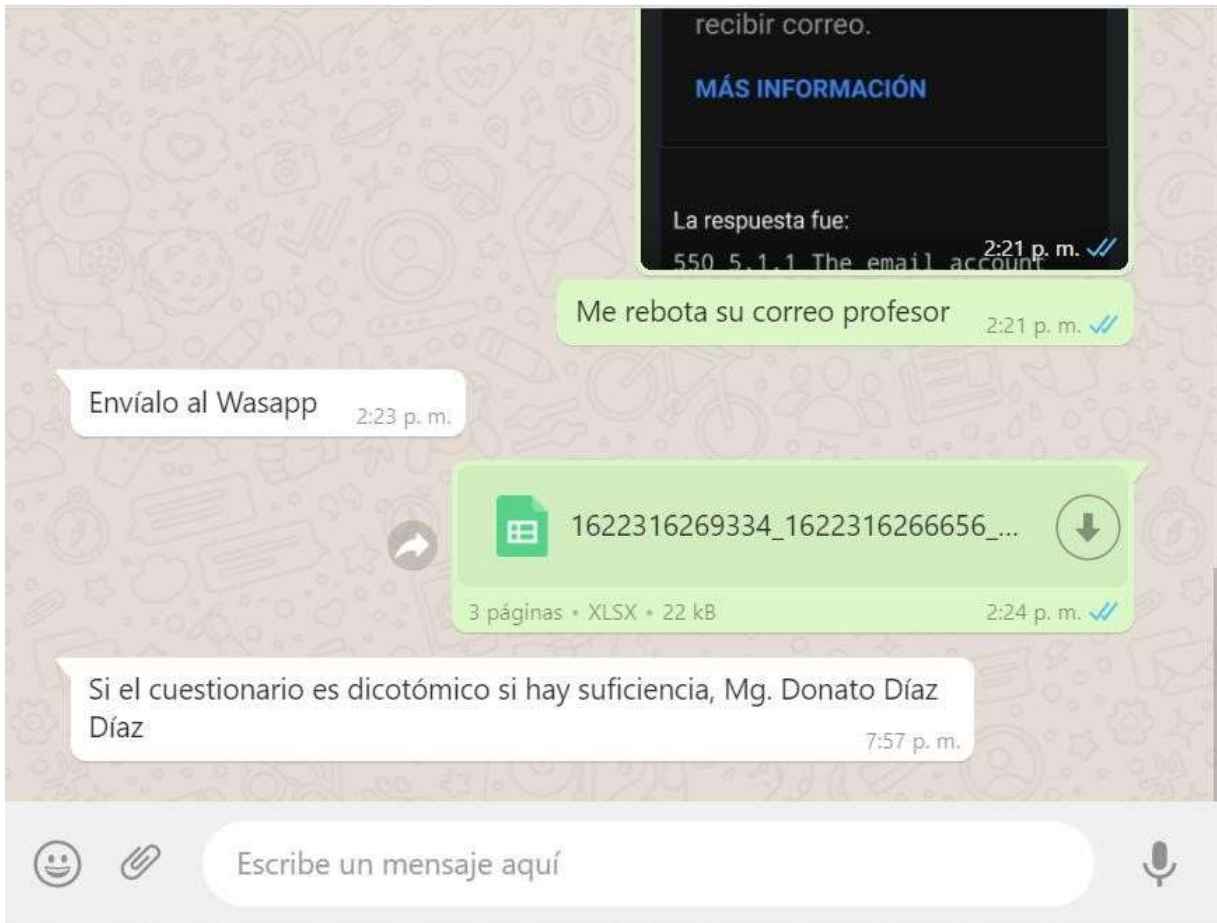 recibir correo.
MÁS INFORMACIÓN
La respuesta fue:
550 5.1.1 The email account
2:21 p. m.
Me rebota su correo profesor
2:21 p. m.
Envíalo al Wasapp
2:23 p. m.
1622316269334_1622316266656_...
3 páginas • XLSX • 22 kB
2:24 p. m.
Si el cuestionario es dicotómico si hay suficiencia, Mg. Donato Díaz
Díaz
7:57 p. m.
Escribe un mensaje aquí